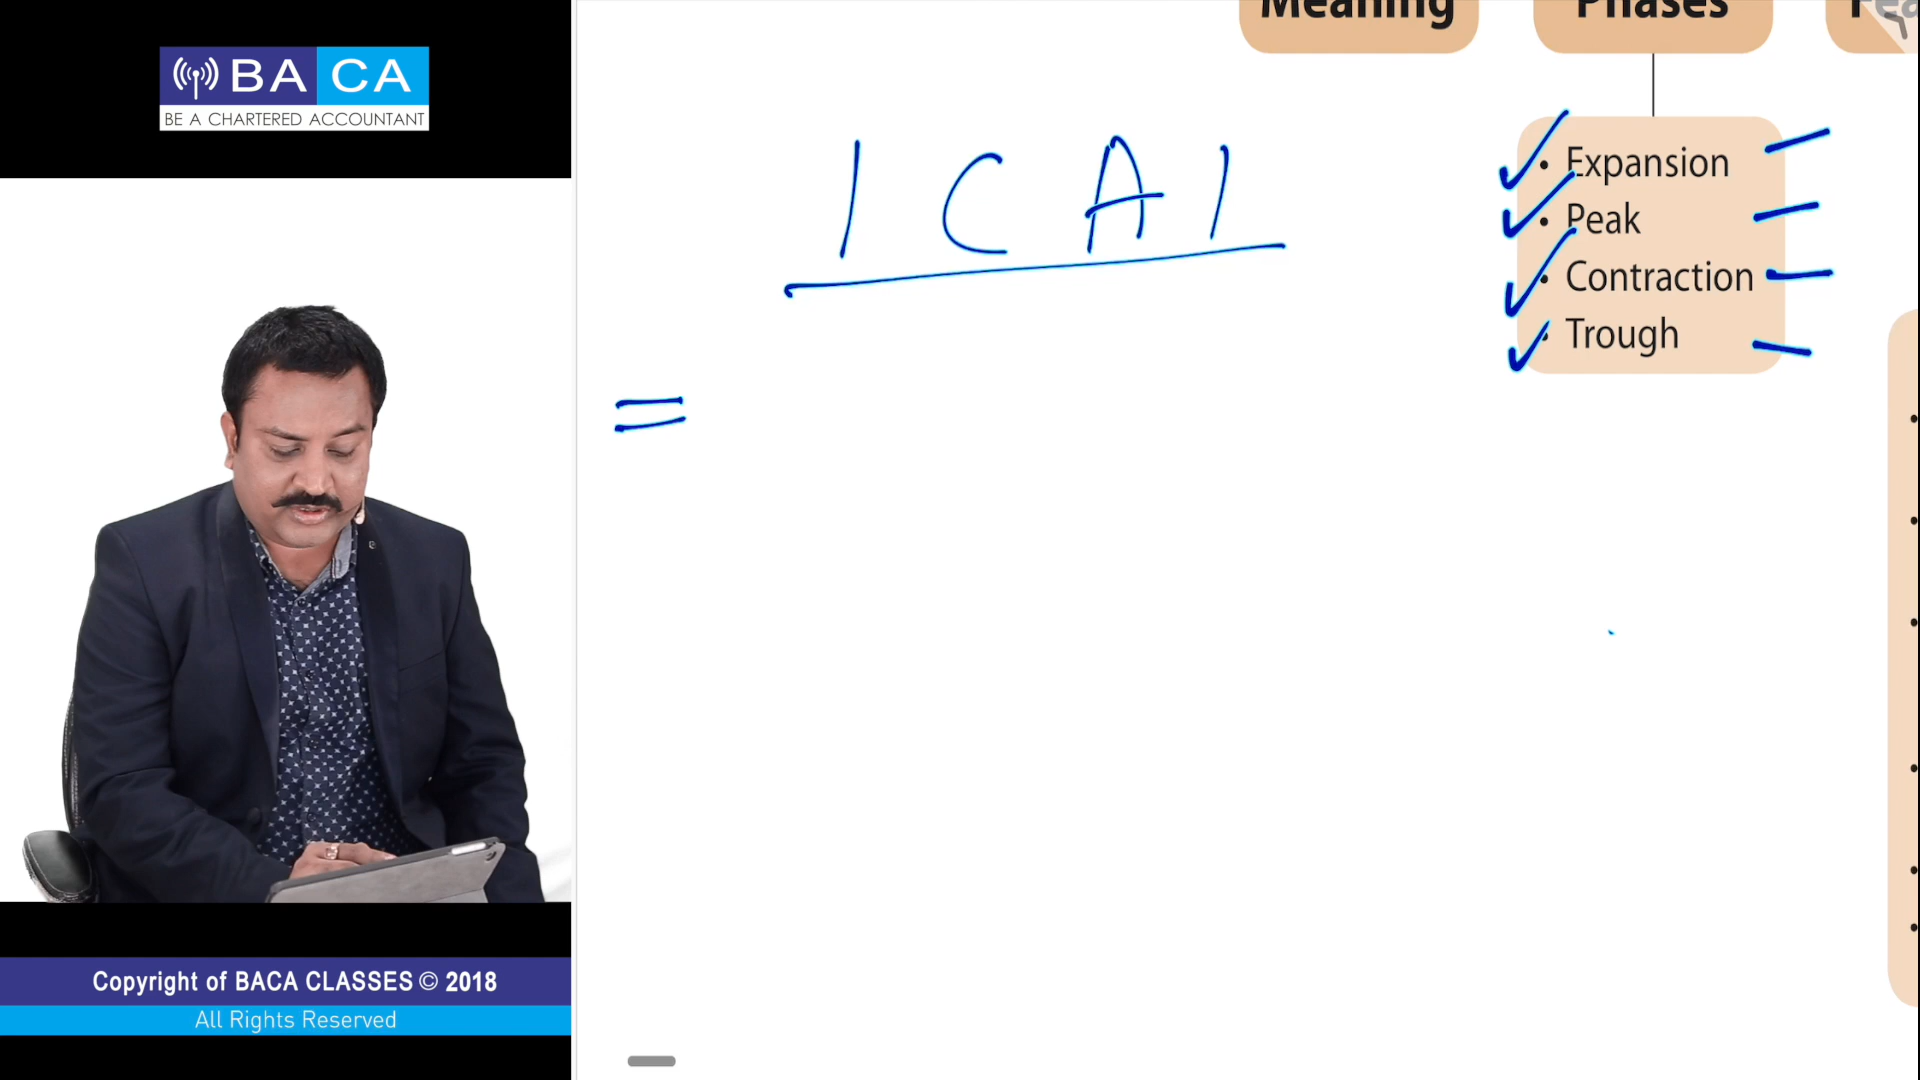 BA CA
BE A CHARTERED ACCOUNTANT
Meaning
Phases
I C A I
• Expansion
• Peak
• Contraction
• Trough
=
Copyright of BACA CLASSES © 2018
All Rights Reserved